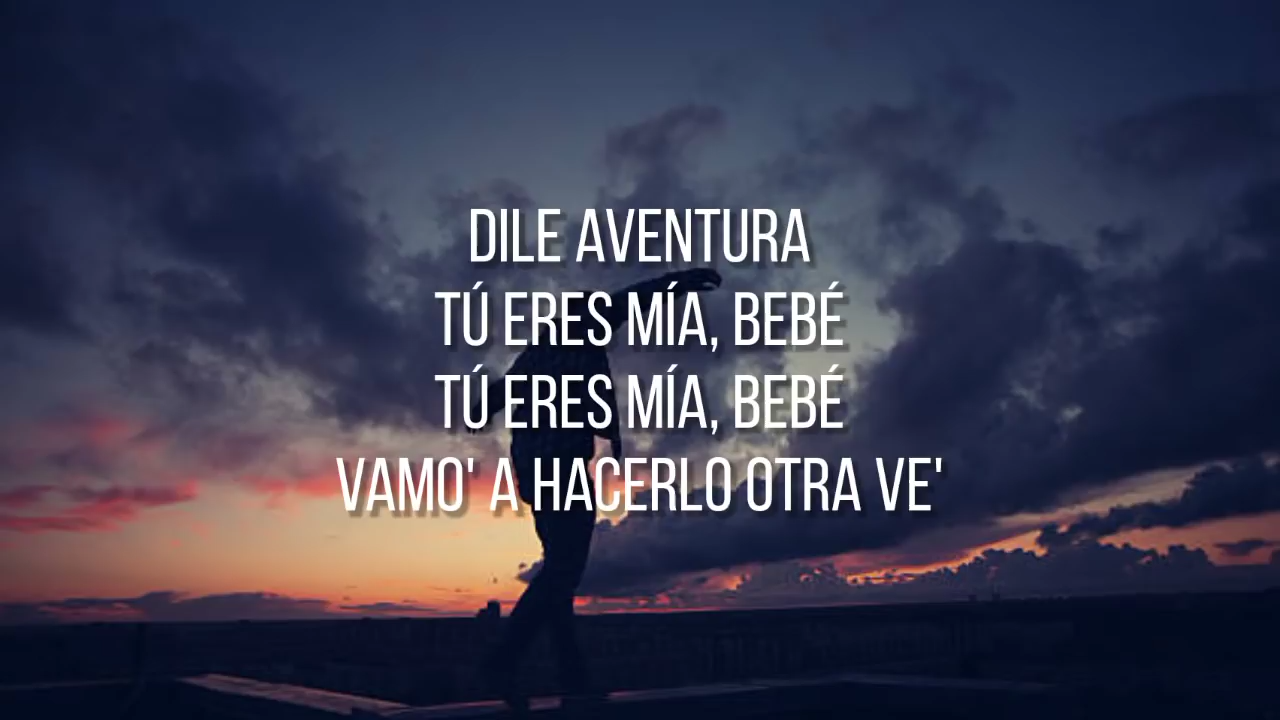 DILE AVENTURA
TÚ ERES MÍA, BEBÉ
TÚ ERES MÍA, BEBÉ
VAMO' A HACERLO OTRA VE'